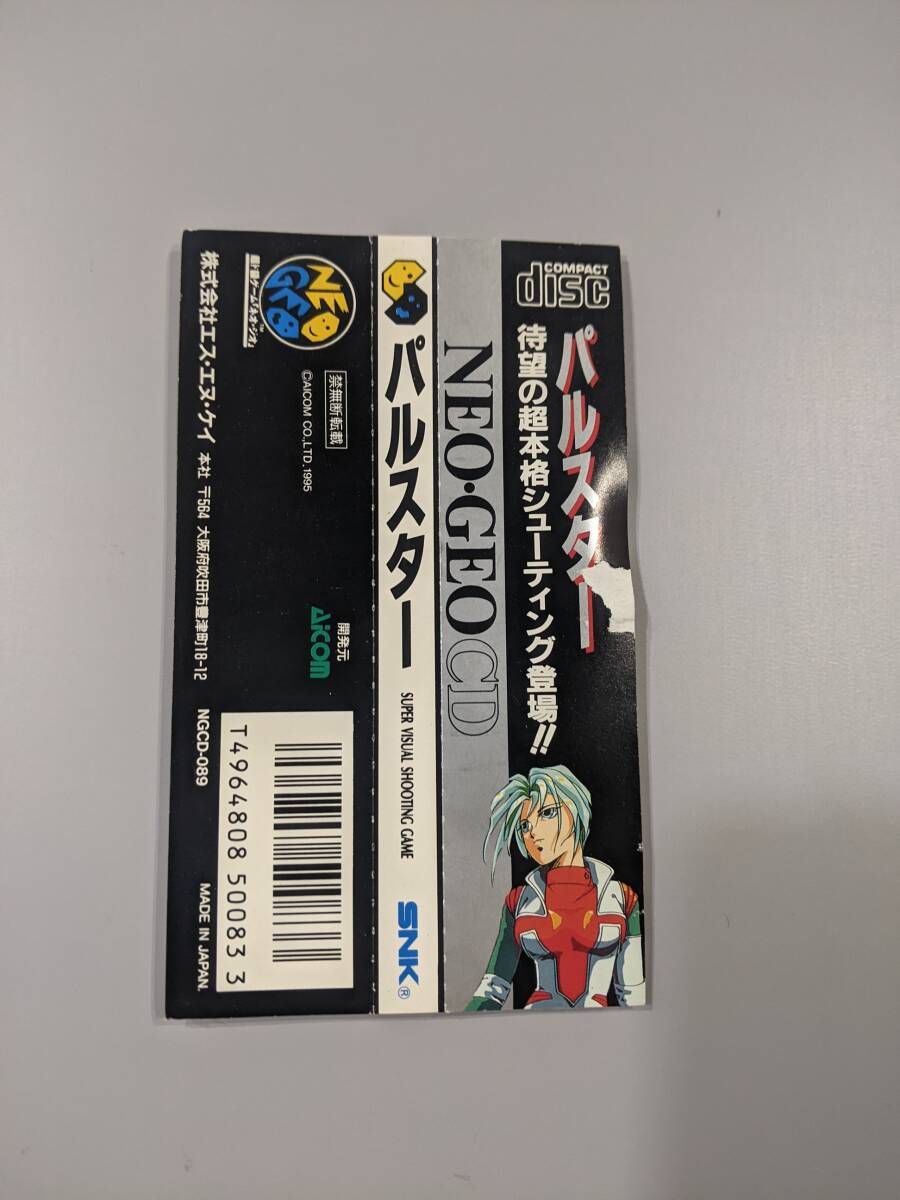 COMPACT
disc
パルスター
待望の超本格シューティング登場!!
NEO・GEO CD
パルスター
SUPER VISUAL SHOOTING GAME
SNK®
NEO
GEO
TM
禁無断転載
©AICOM CO.,LTD. 1995
開発元
AiCOM
株式会社エス・エヌ・ケイ 本社 〒564 大阪府吹田市豊津町18-12
NGCD-089
MADE IN JAPAN.
T4964808 50083 3